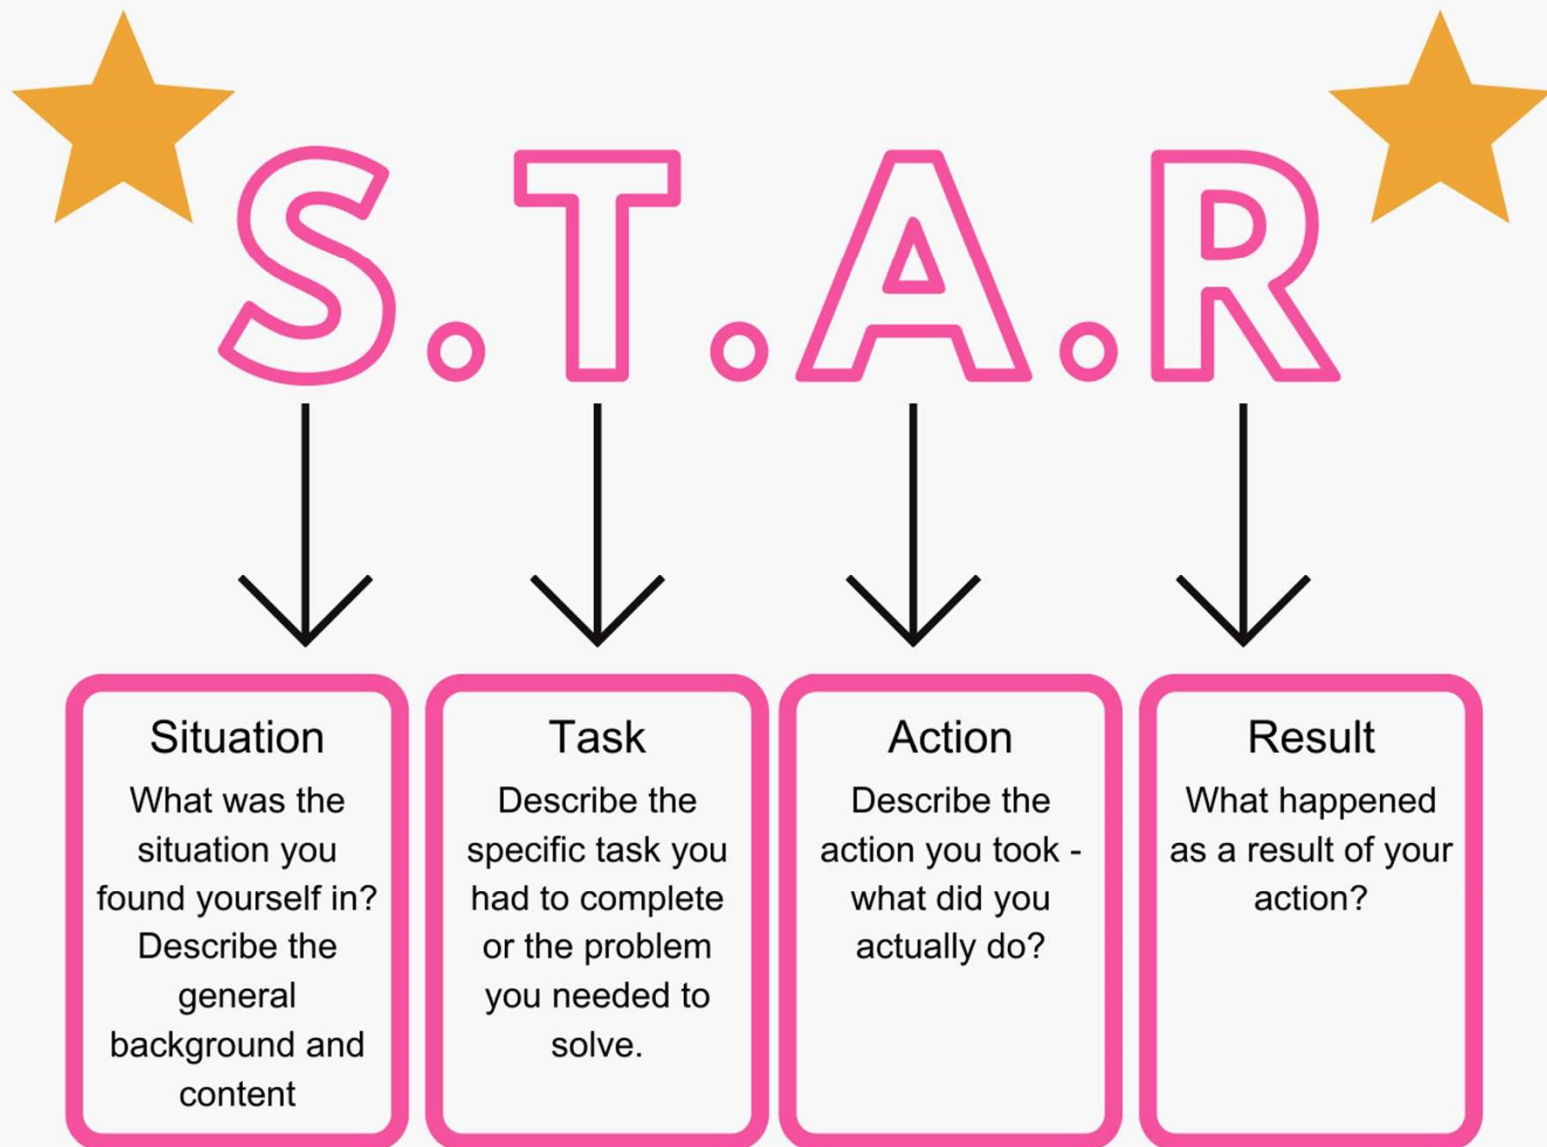 S.T.A.R
Situation
What was the
situation you
found yourself in?
Describe the
general
background and
content
Task
Describe the
specific task you
had to complete
or the problem
you needed to
solve.
Action
Describe the
action you took -
what did you
actually do?
Result
What happened
as a result of your
action?